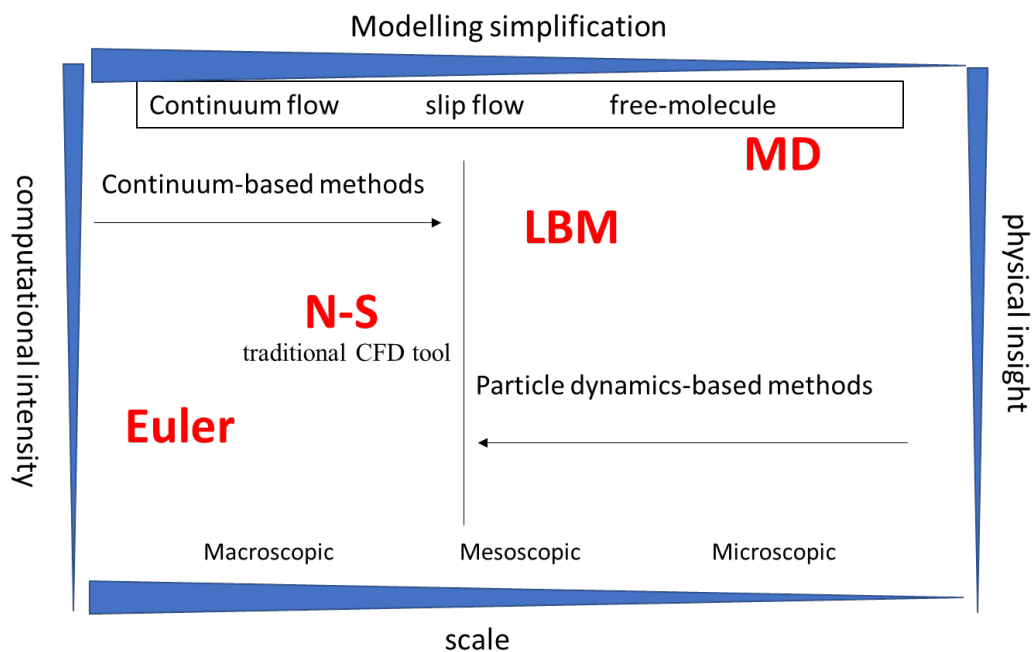 Modelling simplification
Continuum flow slip flow free-molecule
MD
Continuum-based methods
LBM
computational intensity
physical insight
N-S
traditional CFD tool
Particle dynamics-based methods
Euler
Macroscopic Mesoscopic Microscopic
scale